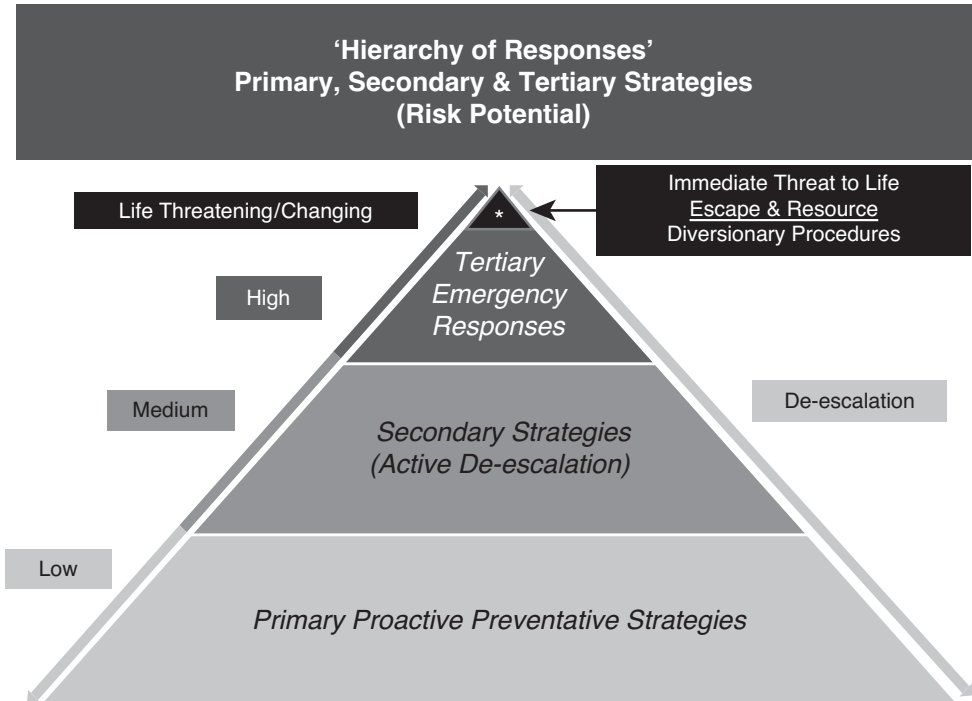 ‘Hierarchy of Responses’
Primary, Secondary & Tertiary Strategies
(Risk Potential)
Life Threatening/Changing
Immediate Threat to Life
Escape & Resource
Diversionary Procedures
*
Tertiary
Emergency
Responses
High
Medium
De-escalation
Secondary Strategies
(Active De-escalation)
Low
Primary Proactive Preventative Strategies